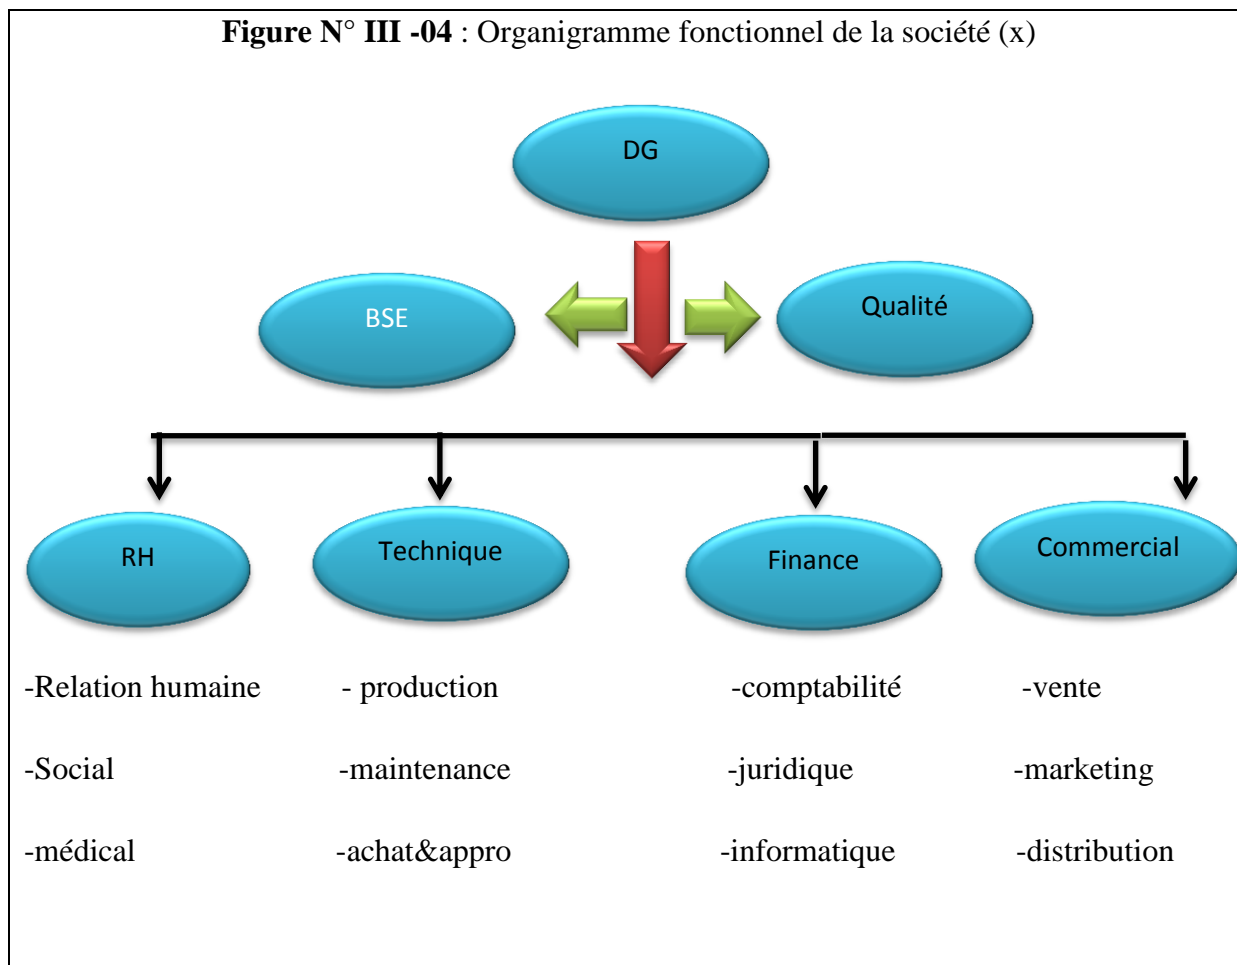 Figure N° III -04 : Organigramme fonctionnel de la société (x)
DG
BSE
Qualité
RH
Technique
Finance
Commercial
-Relation humaine - production -comptabilité -vente
-Social -maintenance -juridique -marketing
-médical -achat&appro -informatique -distribution